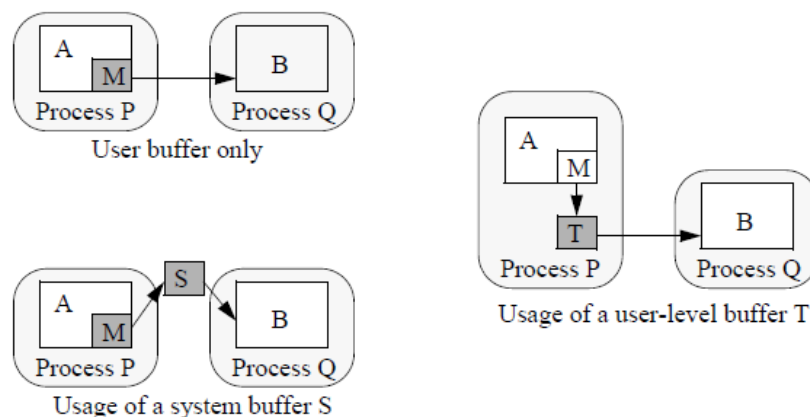 A
M
B
Process P
Process Q
User buffer only
A
M
S
B
Process P
Process Q
Usage of a system buffer S
A
M
T
B
Process P
Process Q
Usage of a user-level buffer T